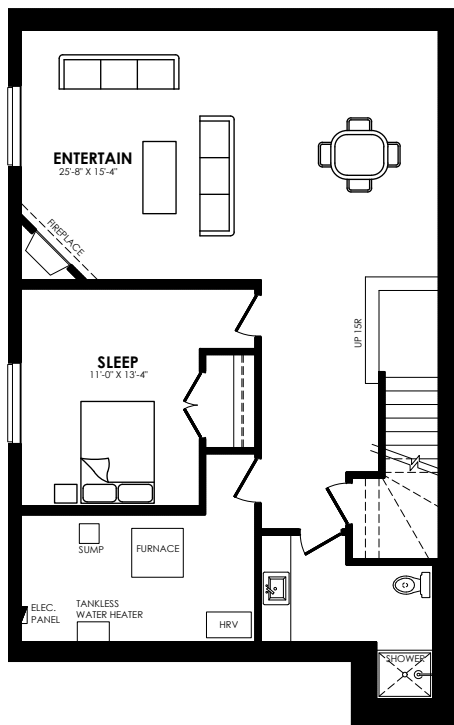 ENTERTAIN
25'-8" X 15'-4"
FIREPLACE
UP 15R
SLEEP
11'-0" X 13'-4"
SUMP
FURNACE
ELEC.
PANEL
TANKLESS
WATER HEATER
HRV
SHOWER